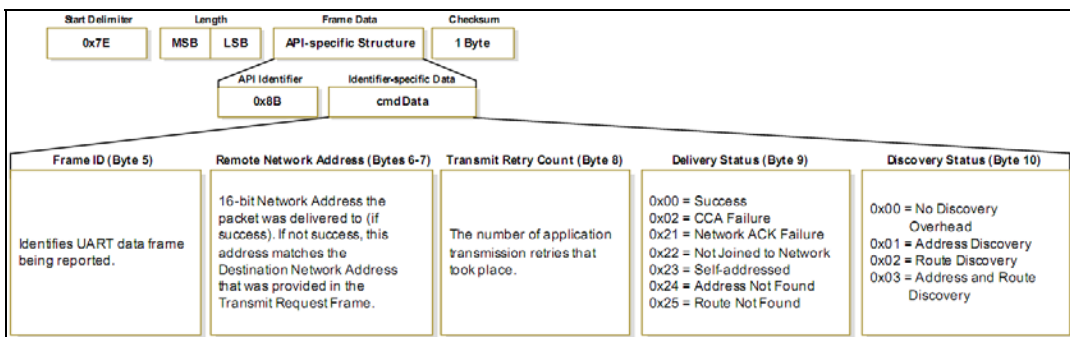 Start Delimiter
Length
Frame Data
Checksum
0x7E
MSB
LSB
API-specific Structure
1 Byte
API Identifier
Identifier-specific Data
0x8B
cmdData
Frame ID (Byte 5)
Identifies UART data frame
being reported.
Remote Network Address (Bytes 6-7)
16-bit Network Address the
packet was delivered to (if
success). If not success, this
address matches the
Destination Network Address
that was provided in the
Transmit Request Frame.
Transmit Retry Count (Byte 8)
The number of application
transmission retries that
took place.
Delivery Status (Byte 9)
0x00 = Success
0x02 = CCA Failure
0x21 = Network ACK Failure
0x22 = Not Joined to Network
0x23 = Self-addressed
0x24 = Address Not Found
0x25 = Route Not Found
Discovery Status (Byte 10)
0x00 = No Discovery
Overhead
0x01 = Address Discovery
0x02 = Route Discovery
0x03 = Address and Route
Discovery